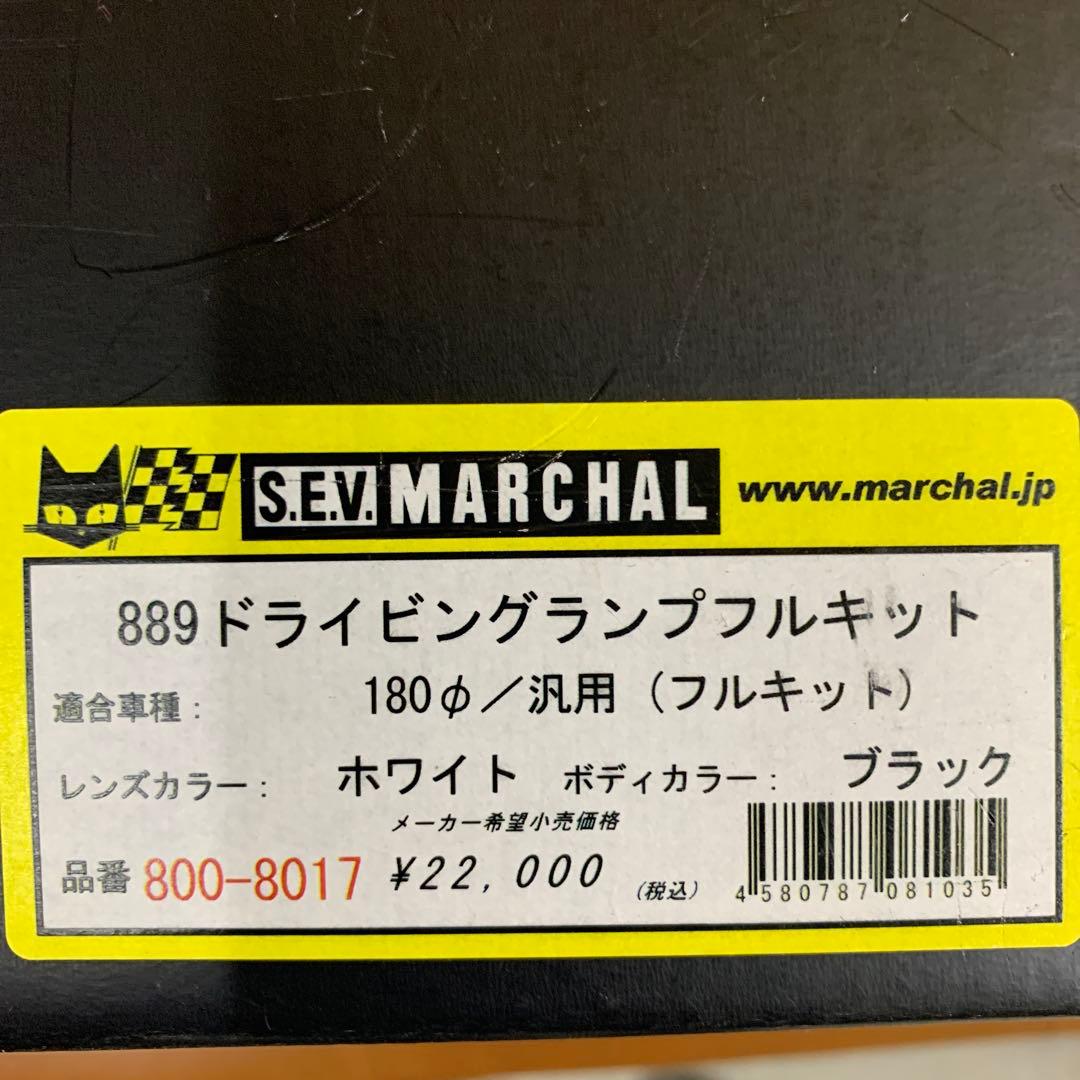 S.E.V. MARCHAL www.marchal.jp
889ドライビングランプフルキット
適合車種： 180φ／汎用（フルキット）
レンズカラー： ホワイト ボディカラー： ブラック
メーカー希望小売価格
品番 800-8017 ¥22,000 (税込)
4 580787 081035